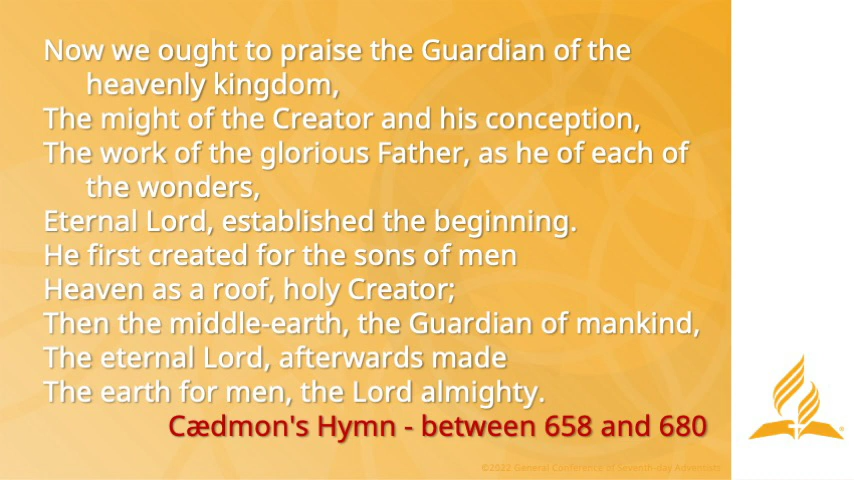 Now we ought to praise the Guardian of the
heavenly kingdom,
The might of the Creator and his conception,
The work of the glorious Father, as he of each of
the wonders,
Eternal Lord, established the beginning.
He first created for the sons of men
Heaven as a roof, holy Creator;
Then the middle-earth, the Guardian of mankind,
The eternal Lord, afterwards made
The earth for men, the Lord almighty.
Cædmon's Hymn - between 658 and 680
©2022 General Conference of Seventh-day Adventists